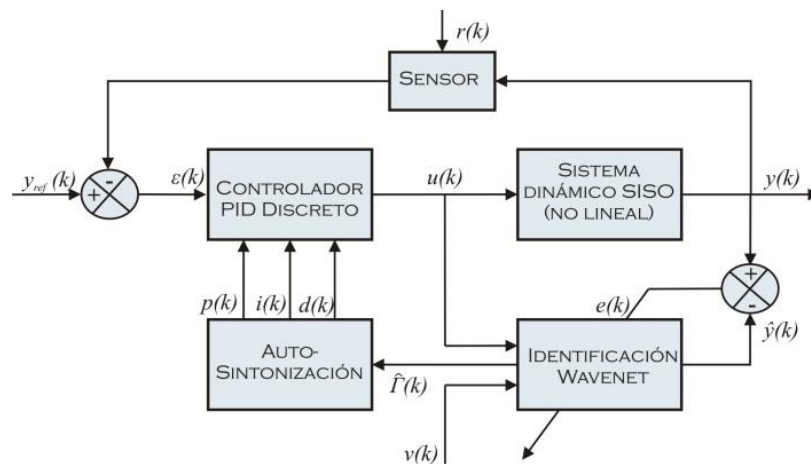 r(k)
SENSOR
y_ref (k)
-
+
ε(k)
CONTROLADOR
PID DISCRETO
u(k)
SISTEMA
DINÁMICO SISO
(NO LINEAL)
y(k)
p(k) i(k) d(k)
e(k)
+
-
ŷ(k)
AUTO-
SINTONIZACIÓN
Γ̂(k)
IDENTIFICACIÓN
WAVENET
v(k)